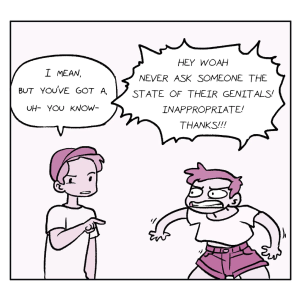 I MEAN,
BUT YOU'VE GOT A,
UH- YOU KNOW-
HEY WOAH
NEVER ASK SOMEONE THE
STATE OF THEIR GENITALS!
INAPPROPRIATE!
THANKS!!!